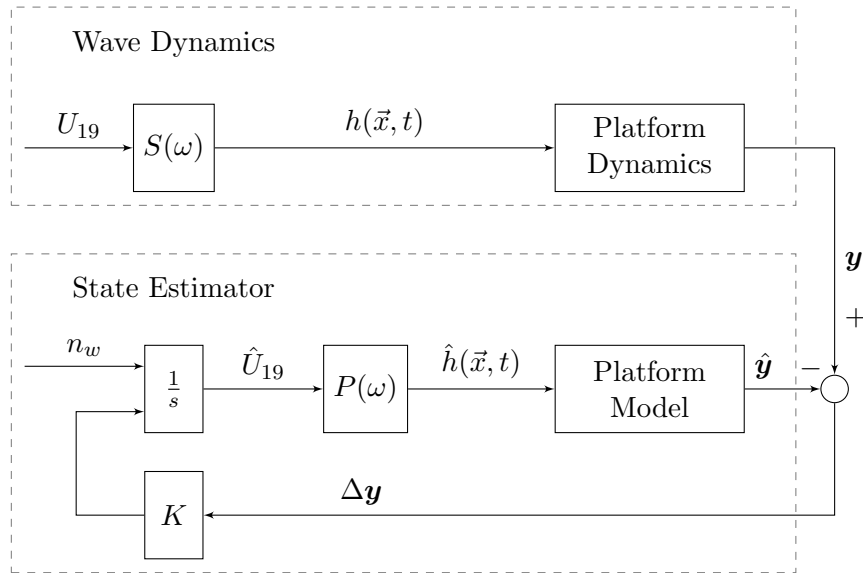 Wave Dynamics
U₁₉
S(ω)
h(x⃗, t)
Platform
Dynamics
y
+
State Estimator
n_w
1/s
Û₁₉
P(ω)
ĥ(x⃗, t)
Platform
Model
ŷ
−
K
Δy